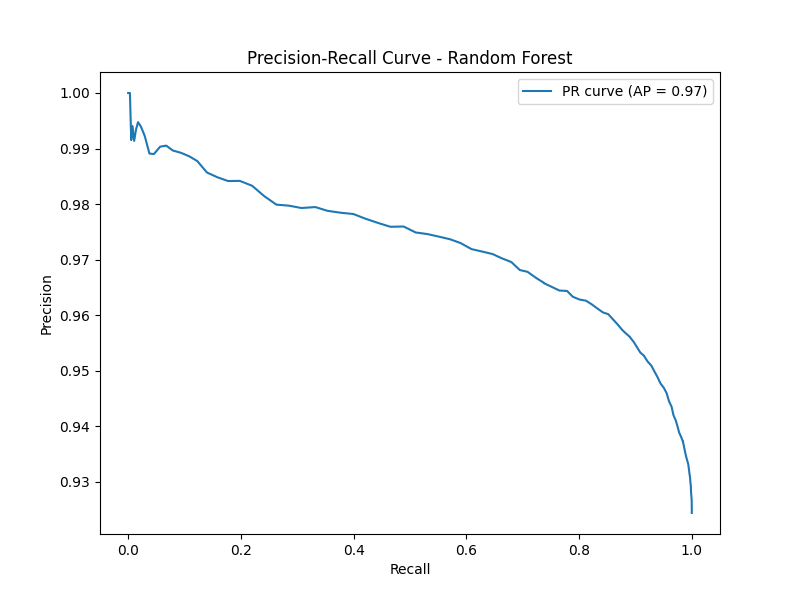 Precision-Recall Curve - Random Forest
PR curve (AP = 0.97)
1.00
0.99
0.98
0.97
0.96
0.95
0.94
0.93
Precision
0.0 0.2 0.4 0.6 0.8 1.0
Recall